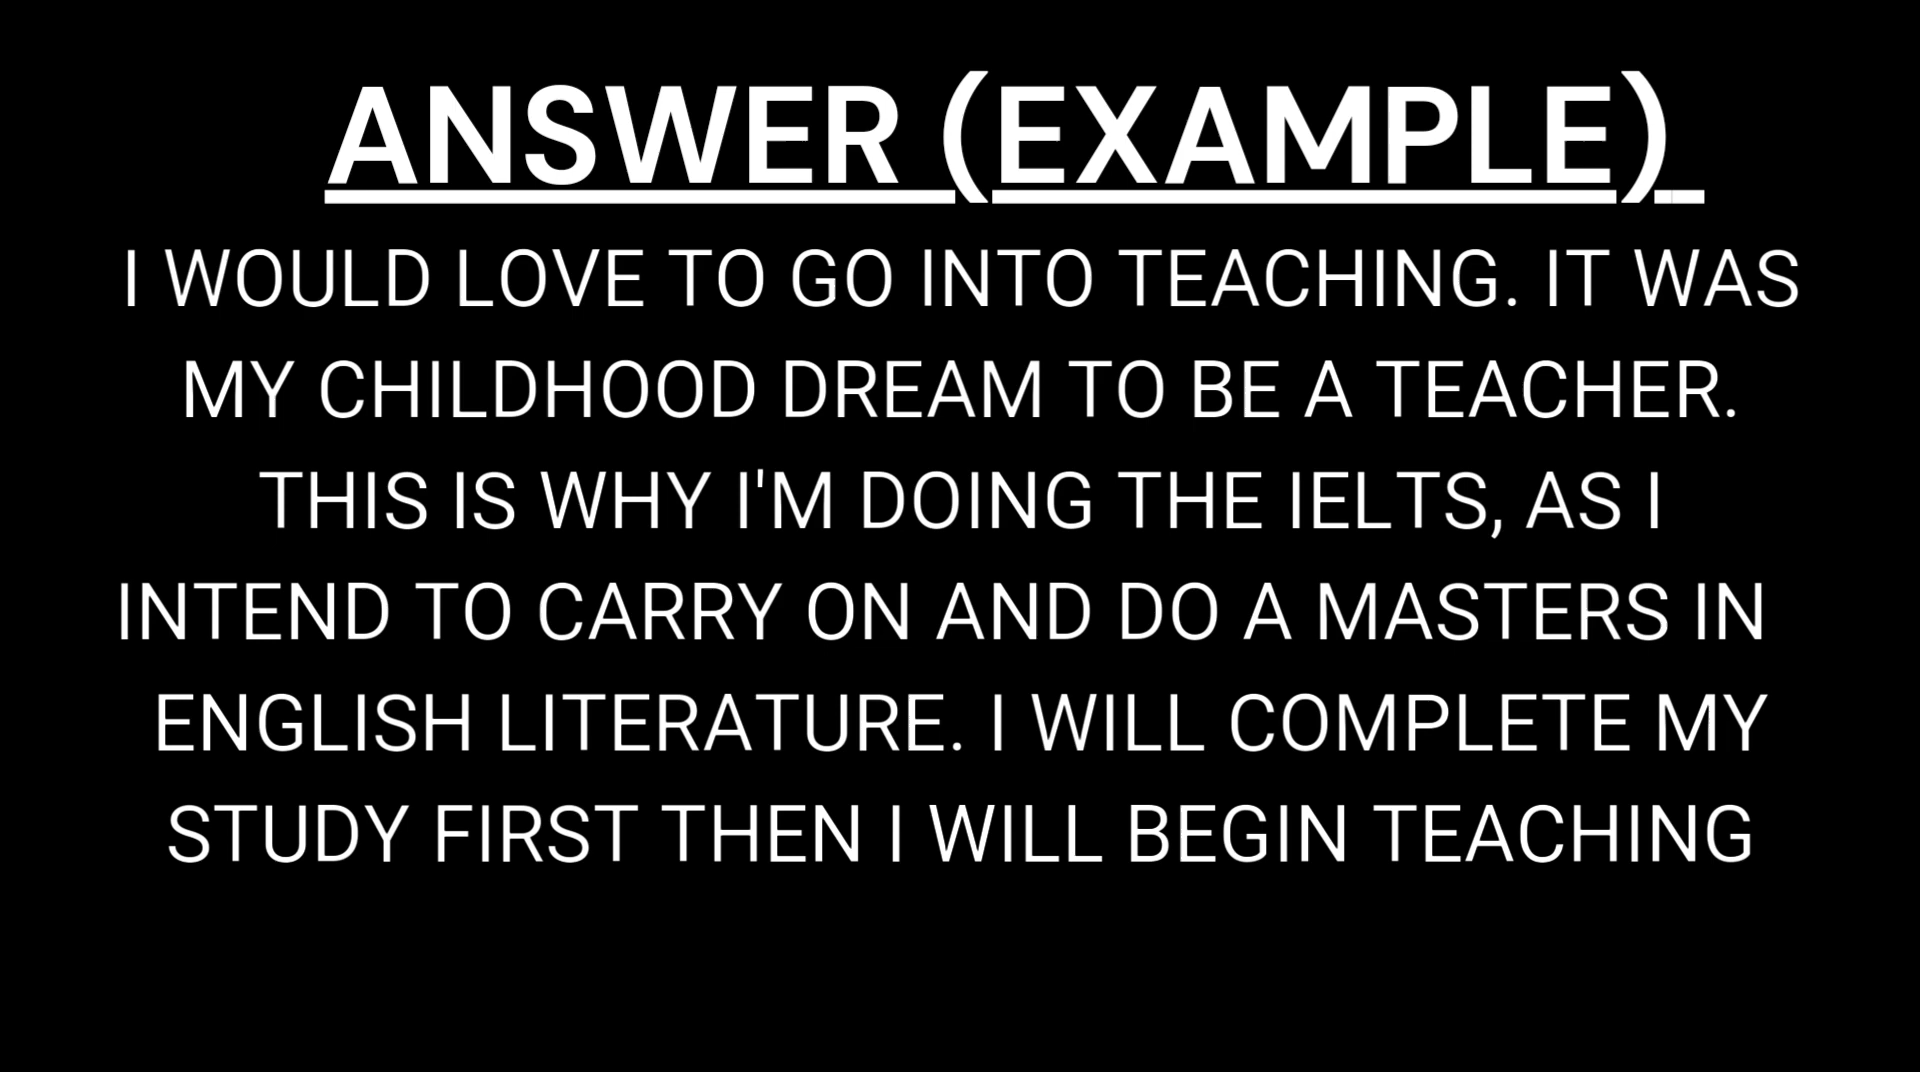 ANSWER (EXAMPLE)
I WOULD LOVE TO GO INTO TEACHING. IT WAS
MY CHILDHOOD DREAM TO BE A TEACHER.
THIS IS WHY I'M DOING THE IELTS, AS I
INTEND TO CARRY ON AND DO A MASTERS IN
ENGLISH LITERATURE. I WILL COMPLETE MY
STUDY FIRST THEN I WILL BEGIN TEACHING